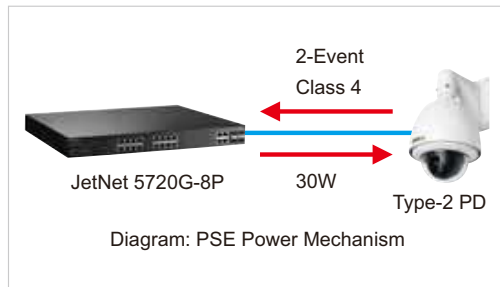 2-Event
Class 4
JetNet 5720G-8P
30W
Type-2 PD
Diagram: PSE Power Mechanism